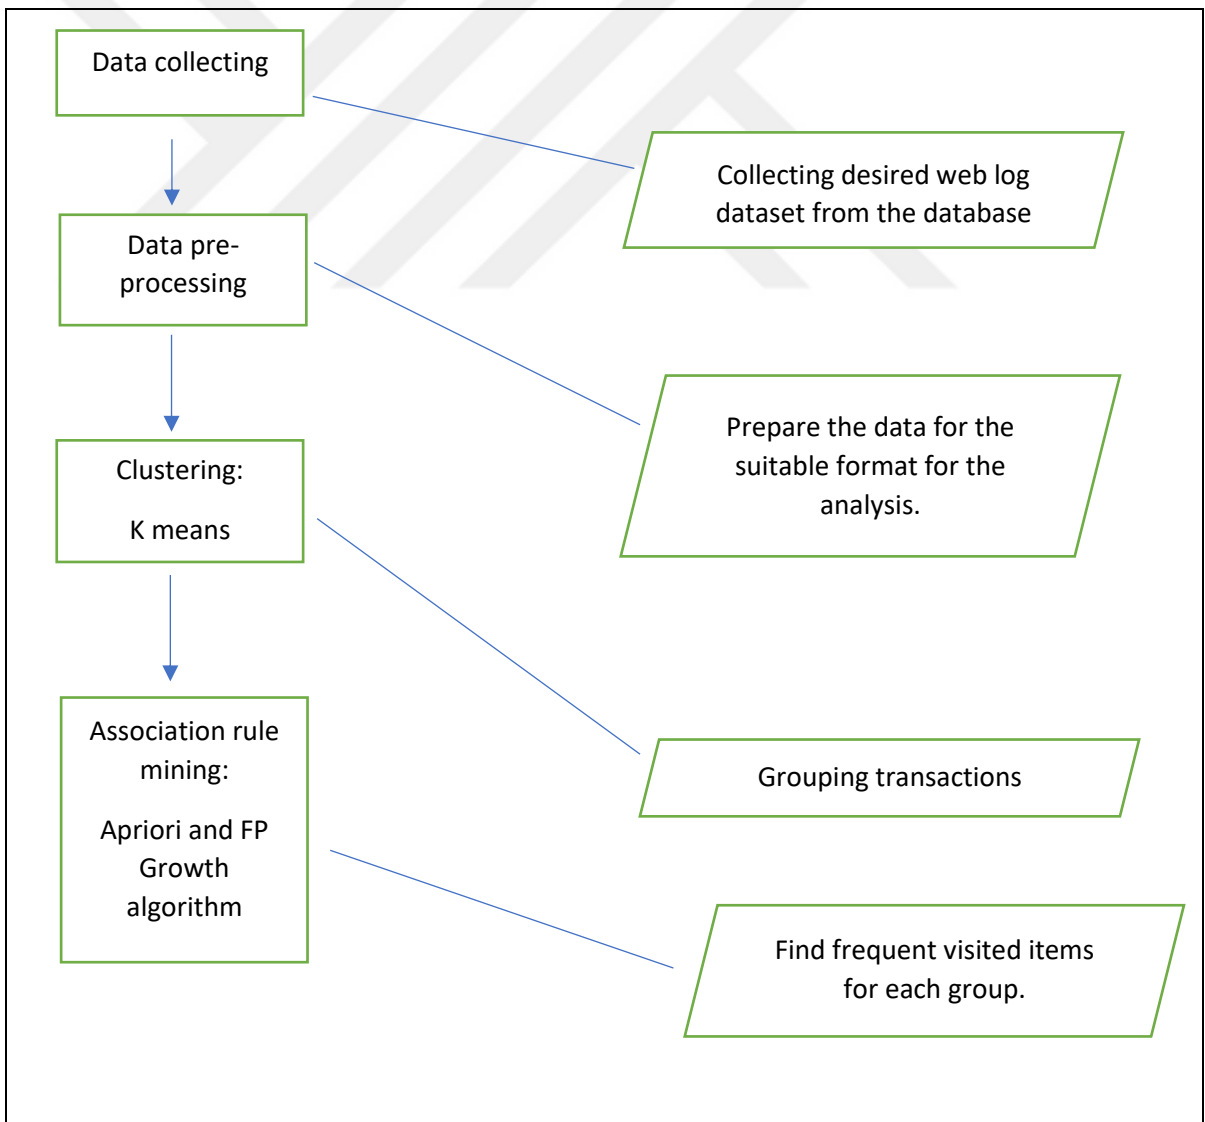 Data collecting
Collecting desired web log
dataset from the database
Data pre-
processing
Prepare the data for the
suitable format for the
analysis.
Clustering:
K means
Grouping transactions
Association rule
mining:
Apriori and FP
Growth
algorithm
Find frequent visited items
for each group.